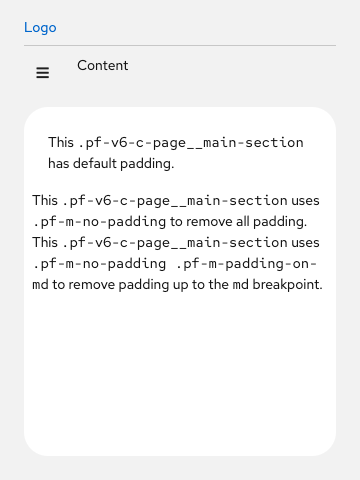 Logo
Content
This .pf-v6-c-page__main-section
has default padding.
This .pf-v6-c-page__main-section uses
.pf-m-no-padding to remove all padding.
This .pf-v6-c-page__main-section uses
.pf-m-no-padding .pf-m-padding-on-
md to remove padding up to the md breakpoint.